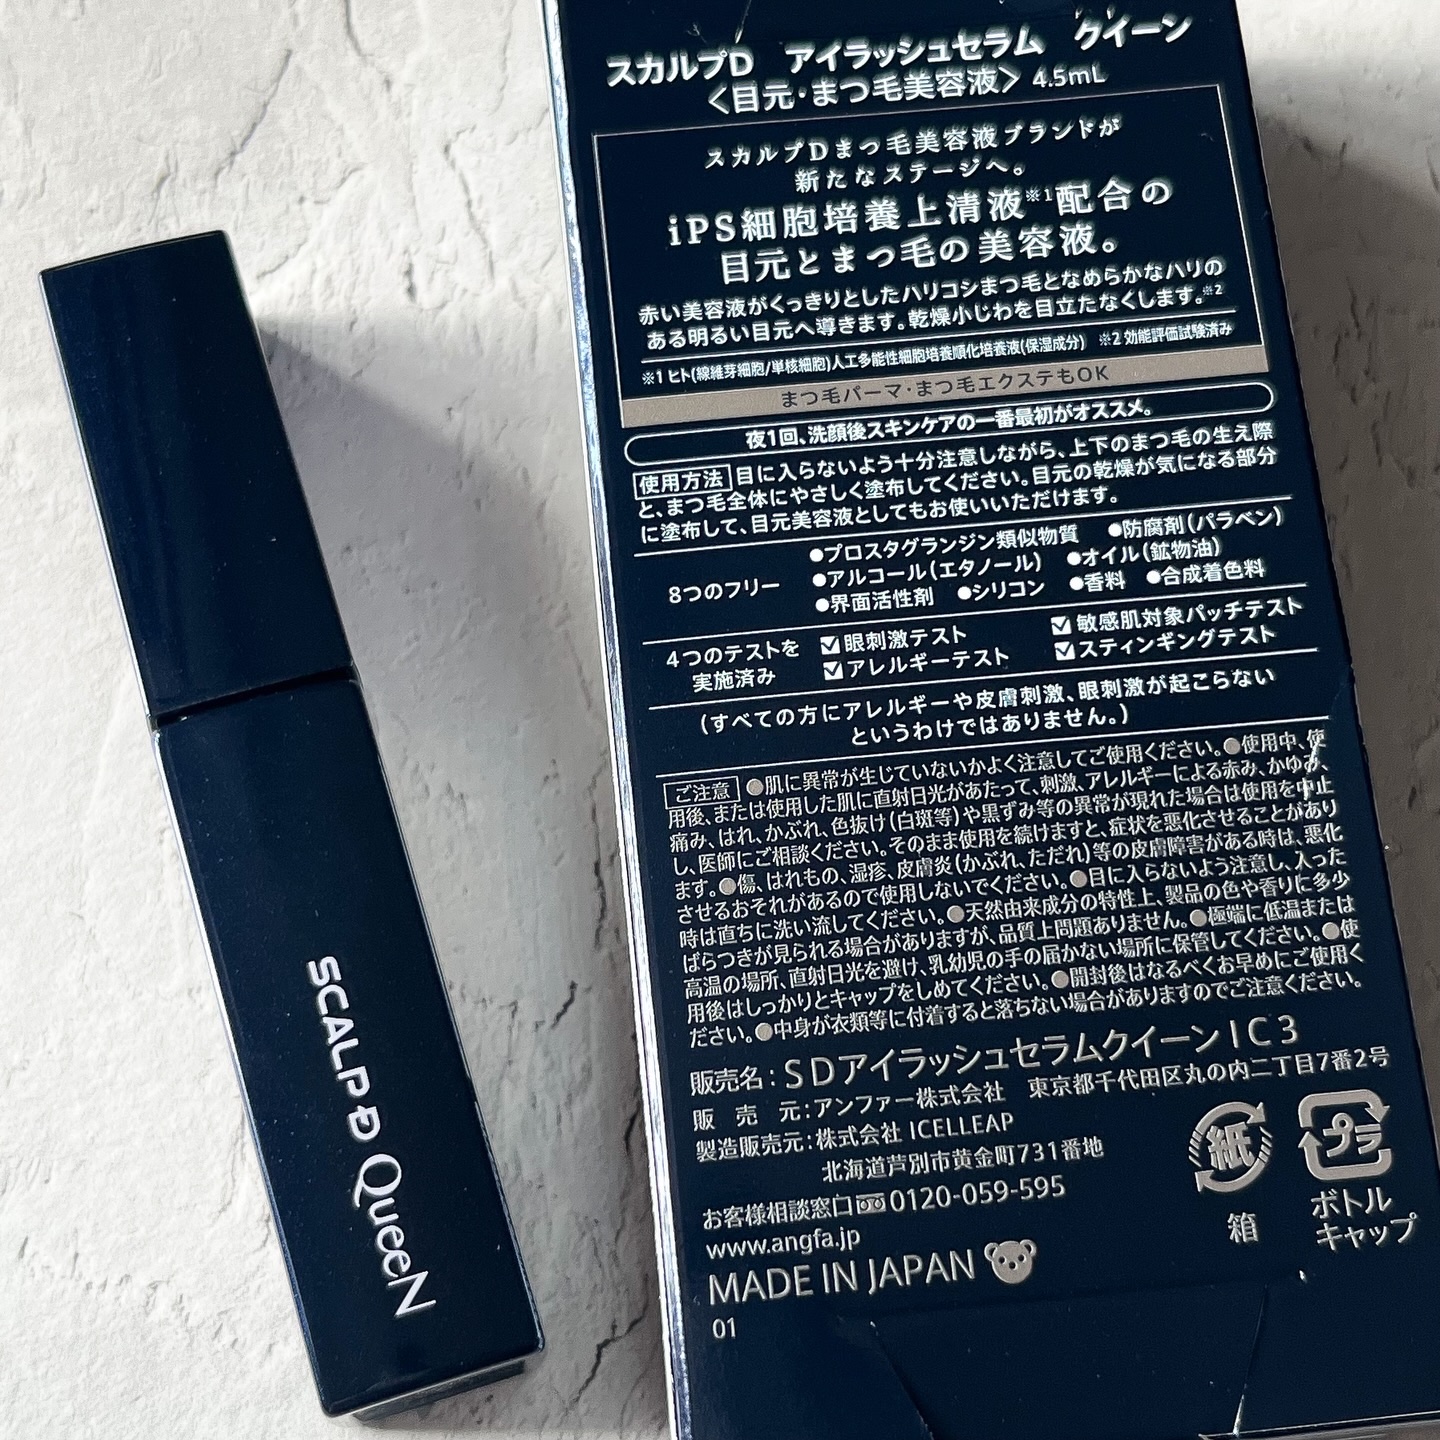 スカルプD　アイラッシュセラム　クイーン
〈目元・まつ毛美容液〉 4.5mL
スカルプDまつ毛美容液ブランドが
新たなステージへ。
iPS細胞培養上清液※1配合の
目元とまつ毛の美容液。
赤い美容液がくっきりとしたハリコシまつ毛となめらかなハリの
ある明るい目元へ導きます。乾燥小じわを目立たなくします。※2
※1 ヒト(線維芽細胞/単核細胞)人工多能性細胞培養順化培養液(保湿成分)　※2 効能評価試験済み
まつ毛パーマ・まつ毛エクステもOK
夜1回、洗顔後スキンケアの一番最初がオススメ。
使用方法 目に入らないよう十分注意しながら、上下のまつ毛の生え際
と、まつ毛全体にやさしく塗布してください。目元の乾燥が気になる部分
に塗布して、目元美容液としてもお使いいただけます。
8つのフリー
●プロスタグランジン類似物質　●防腐剤(パラベン)
●アルコール(エタノール)　●オイル(鉱物油)
●界面活性剤　●シリコン　●香料　●合成着色料
4つのテストを
実施済み
☑眼刺激テスト　☑敏感肌対象パッチテスト
☑アレルギーテスト　☑スティンギングテスト
(すべての方にアレルギーや皮膚刺激、眼刺激が起こらない
というわけではありません。)
ご注意 ●肌に異常が生じていないかよく注意してご使用ください。●使用中、使
用後、または使用した肌に直射日光があたって、刺激、アレルギーによる赤み、かゆみ、
痛み、はれ、かぶれ、色抜け(白斑等)や黒ずみ等の異常が現れた場合は使用を中止
し、医師にご相談ください。そのまま使用を続けますと、症状を悪化させることがあり
ます。●傷、はれもの、湿疹、皮膚炎(かぶれ、ただれ)等の皮膚障害がある時は、悪化
させるおそれがあるので使用しないでください。●目に入らないよう注意し、入った
時は直ちに洗い流してください。●天然由来成分の特性上、製品の色や香りに多少
ばらつきが見られる場合がありますが、品質上問題ありません。●極端に低温または
高温の場所、直射日光を避け、乳幼児の手の届かない場所に保管してください。●使
用後はしっかりとキャップをしめてください。●開封後はなるべくお早めにご使用く
ださい。●中身が衣類等に付着すると落ちない場合がありますのでご注意ください。
販売名：SDアイラッシュセラムクイーンIC3
販　売　元：アンファー株式会社　東京都千代田区丸の内二丁目7番2号
製造販売元：株式会社 ICELLEAP
北海道芦別市黄金町731番地
お客様相談窓口 0120-059-595
www.angfa.jp
MADE IN JAPAN
01
紙
箱
プラ
ボトル
キャップ
SCALP D QueeN